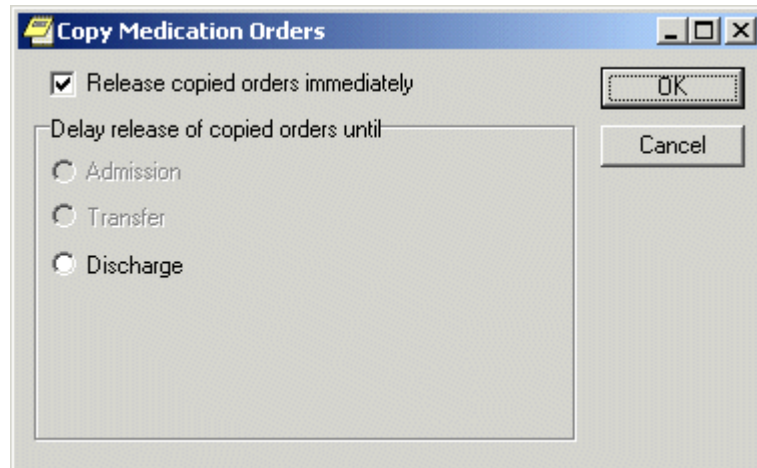 Copy Medication Orders
Release copied orders immediately
OK
Delay release of copied orders until
Cancel
Admission
Transfer
Discharge